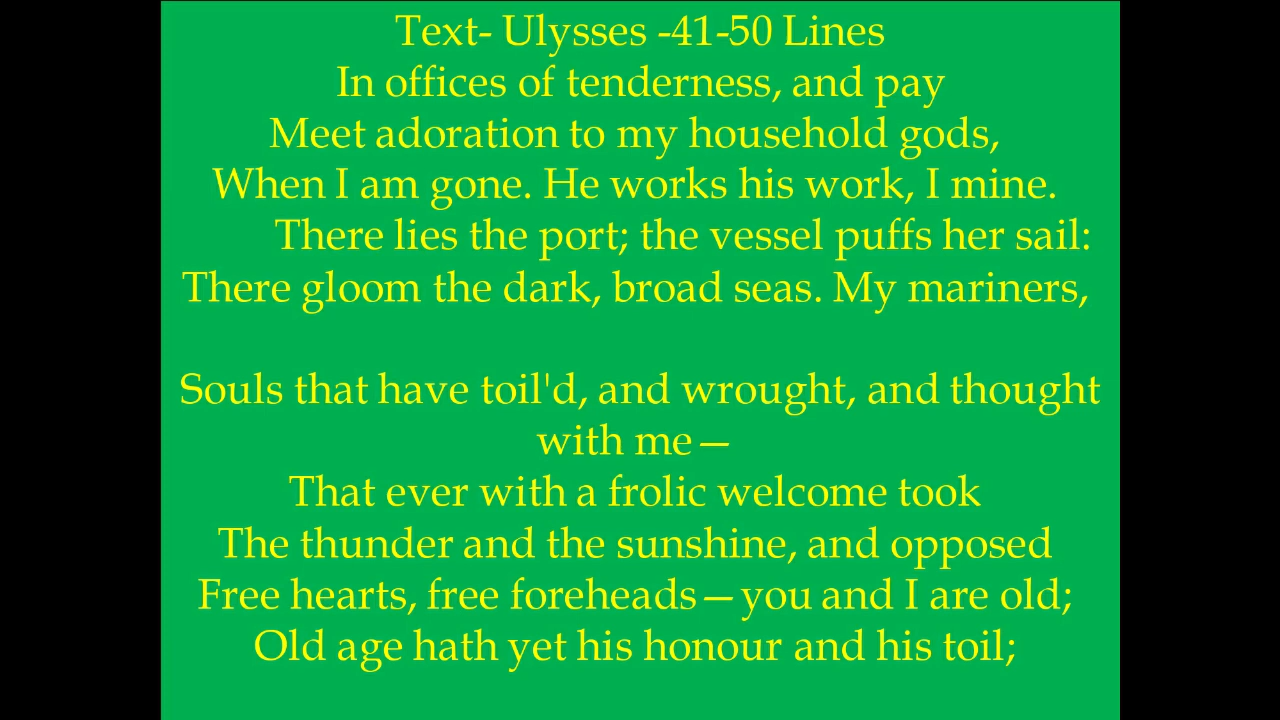 Text- Ulysses -41-50 Lines
In offices of tenderness, and pay
Meet adoration to my household gods,
When I am gone. He works his work, I mine.
There lies the port; the vessel puffs her sail:
There gloom the dark, broad seas. My mariners,
Souls that have toil'd, and wrought, and thought
with me—
That ever with a frolic welcome took
The thunder and the sunshine, and opposed
Free hearts, free foreheads—you and I are old;
Old age hath yet his honour and his toil;